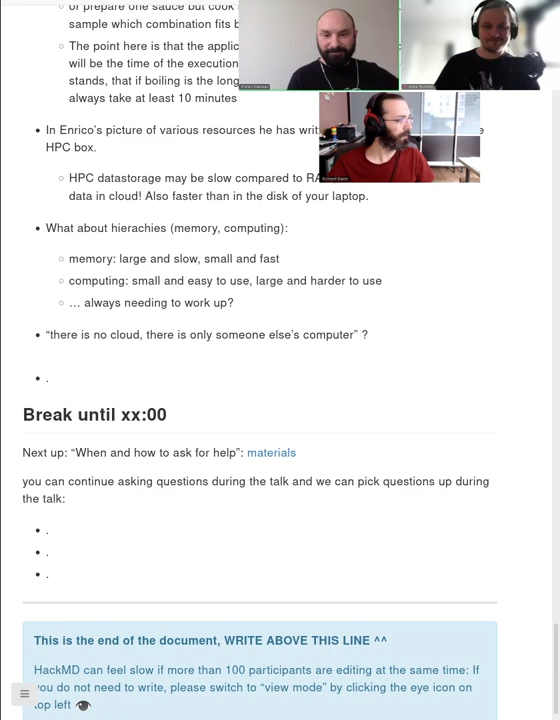 or prepare one sauce but cook
sample which combination fits b
The point here is that the applic
will be the time of the execution
stands, that if boiling is the long
always take at least 10 minutes
In Enrico's picture of various resources he has writ e
HPC box.
HPC datastorage may be slow compared to RA
data in cloud! Also faster than in the disk of your laptop.
What about hierachies (memory, computing):
memory: large and slow, small and fast
computing: small and easy to use, large and harder to use
… always needing to work up?
“there is no cloud, there is only someone else's computer” ?
.
Break until xx:00
Next up: “When and how to ask for help”: materials
you can continue asking questions during the talk and we can pick questions up during
the talk:
.
.
.
This is the end of the document, WRITE ABOVE THIS LINE ^^
HackMD can feel slow if more than 100 participants are editing at the same time: If
you do not need to write, please switch to “view mode” by clicking the eye icon on
top left